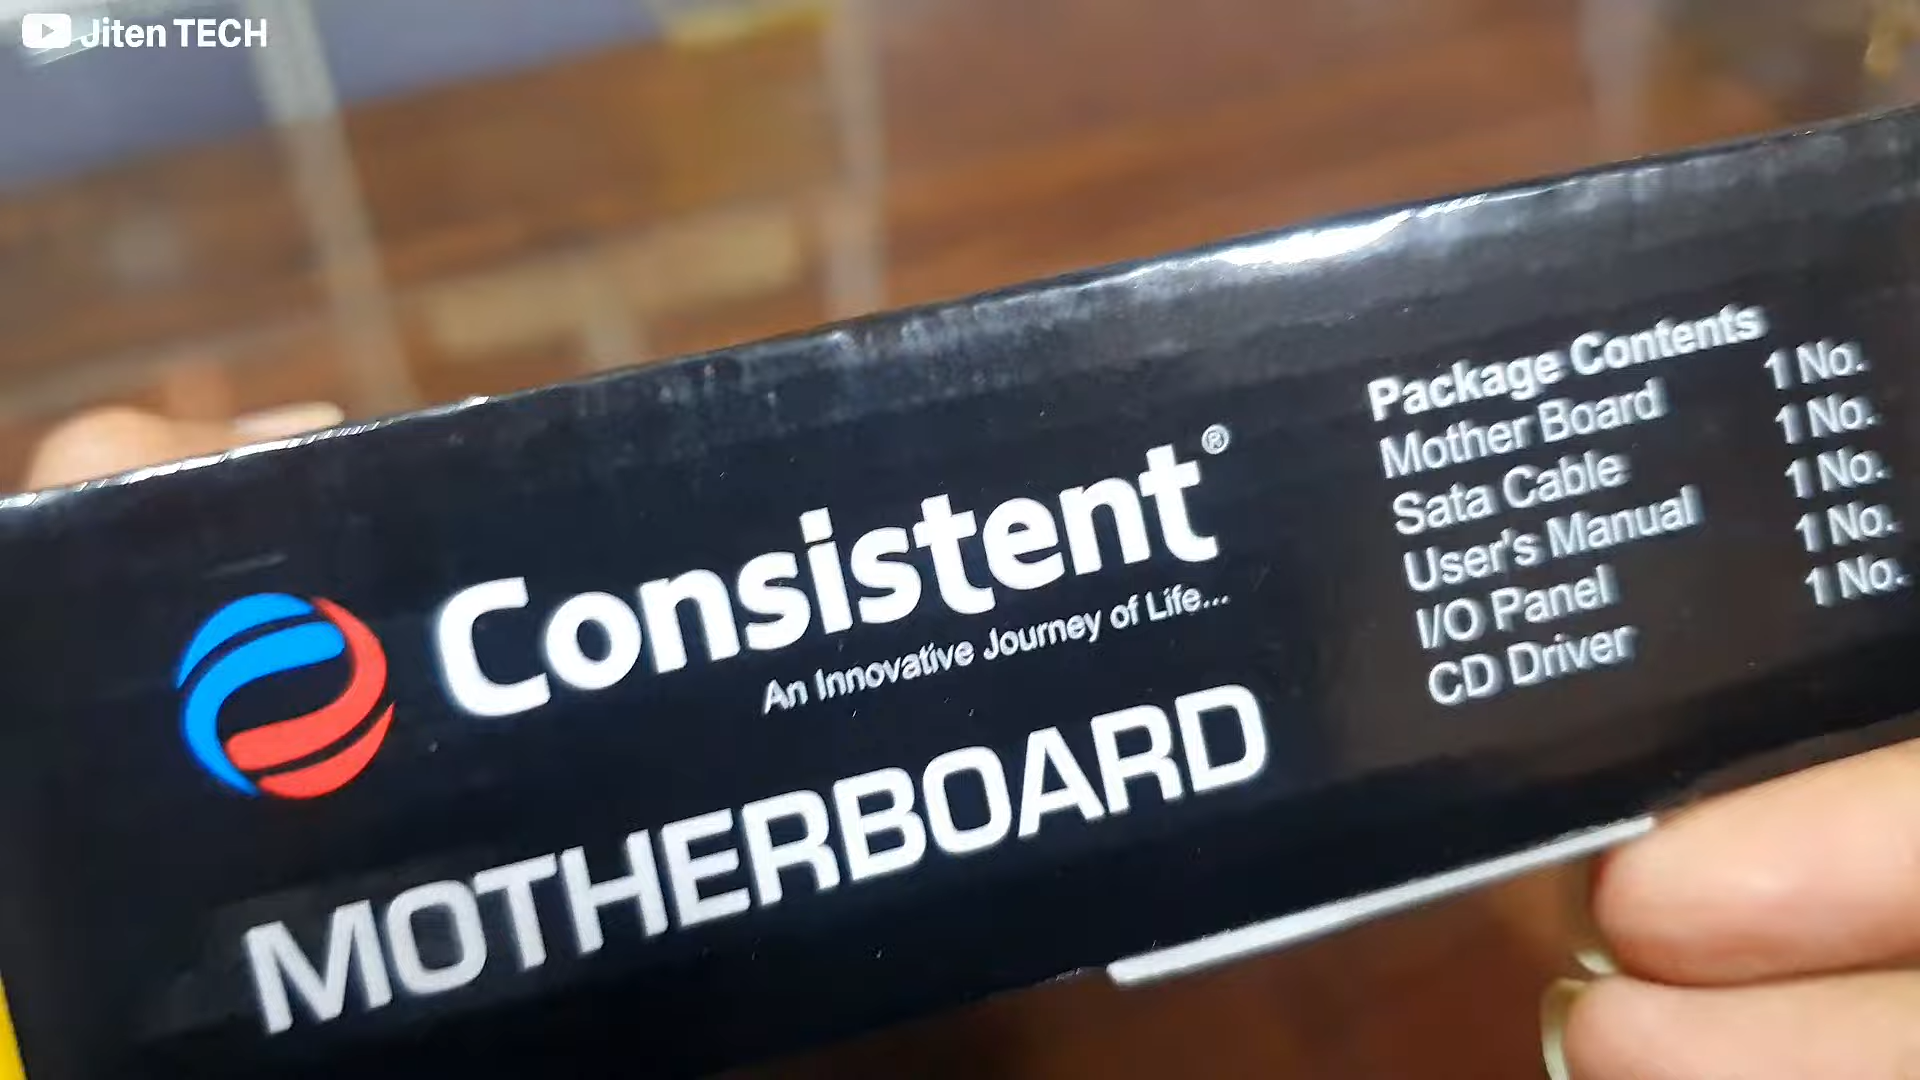 Jiten TECH
Consistent®
An Innovative Journey of Life...
MOTHERBOARD
Package Contents
Mother Board 1 No.
Sata Cable 1 No.
User's Manual 1 No.
I/O Panel 1 No.
CD Driver 1 No.